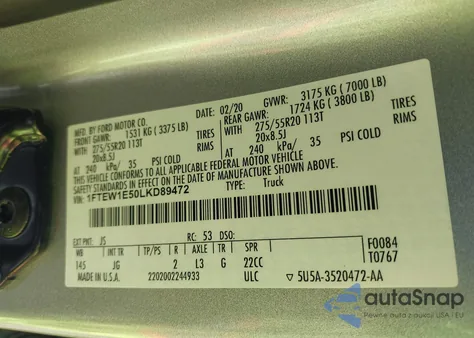 MFD. BY FORD MOTOR CO.
DATE: 02/20 GVWR: 3175 KG ( 7000 LB)
FRONT GAWR: 1531 KG ( 3375 LB) REAR GAWR: 1724 KG ( 3800 LB)
WITH 275/55R20 113T TIRES WITH 275/55R20 113T TIRES
20x8.5J RIMS 20x8.5J RIMS
AT 240 kPa/ 35 PSI COLD AT 240 kPa/ 35 PSI COLD
THIS VEHICLE CONFORMS TO ALL APPLICABLE FEDERAL MOTOR VEHICLE
SAFETY STANDARDS IN EFFECT ON THE DATE OF MANUFACTURE SHOWN ABOVE.
VIN: 1FTEW1E50LKD89472 TYPE: Truck
EXT PNT: JS RC: 53 DSO: F0084
WB INT TR TP/PS R AXLE TR SPR T0767
145 JG 2 L3 G 22CC
MADE IN U.S.A. 2202002244933 ULC ▽ 5U5A-3520472-AA
autoSnap
Pewne auta z aukcji USA / EU